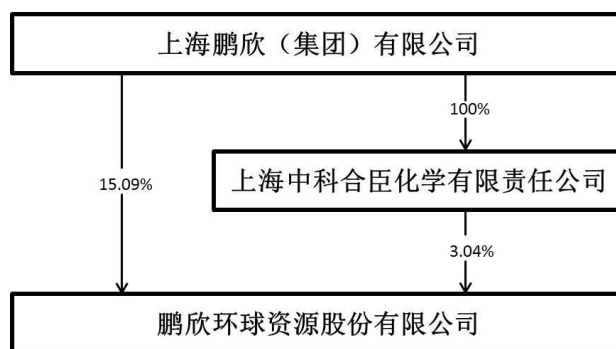 上海鹏欣（集团）有限公司
100%
15.09%
上海中科合臣化学有限责任公司
3.04%
鹏欣环球资源股份有限公司